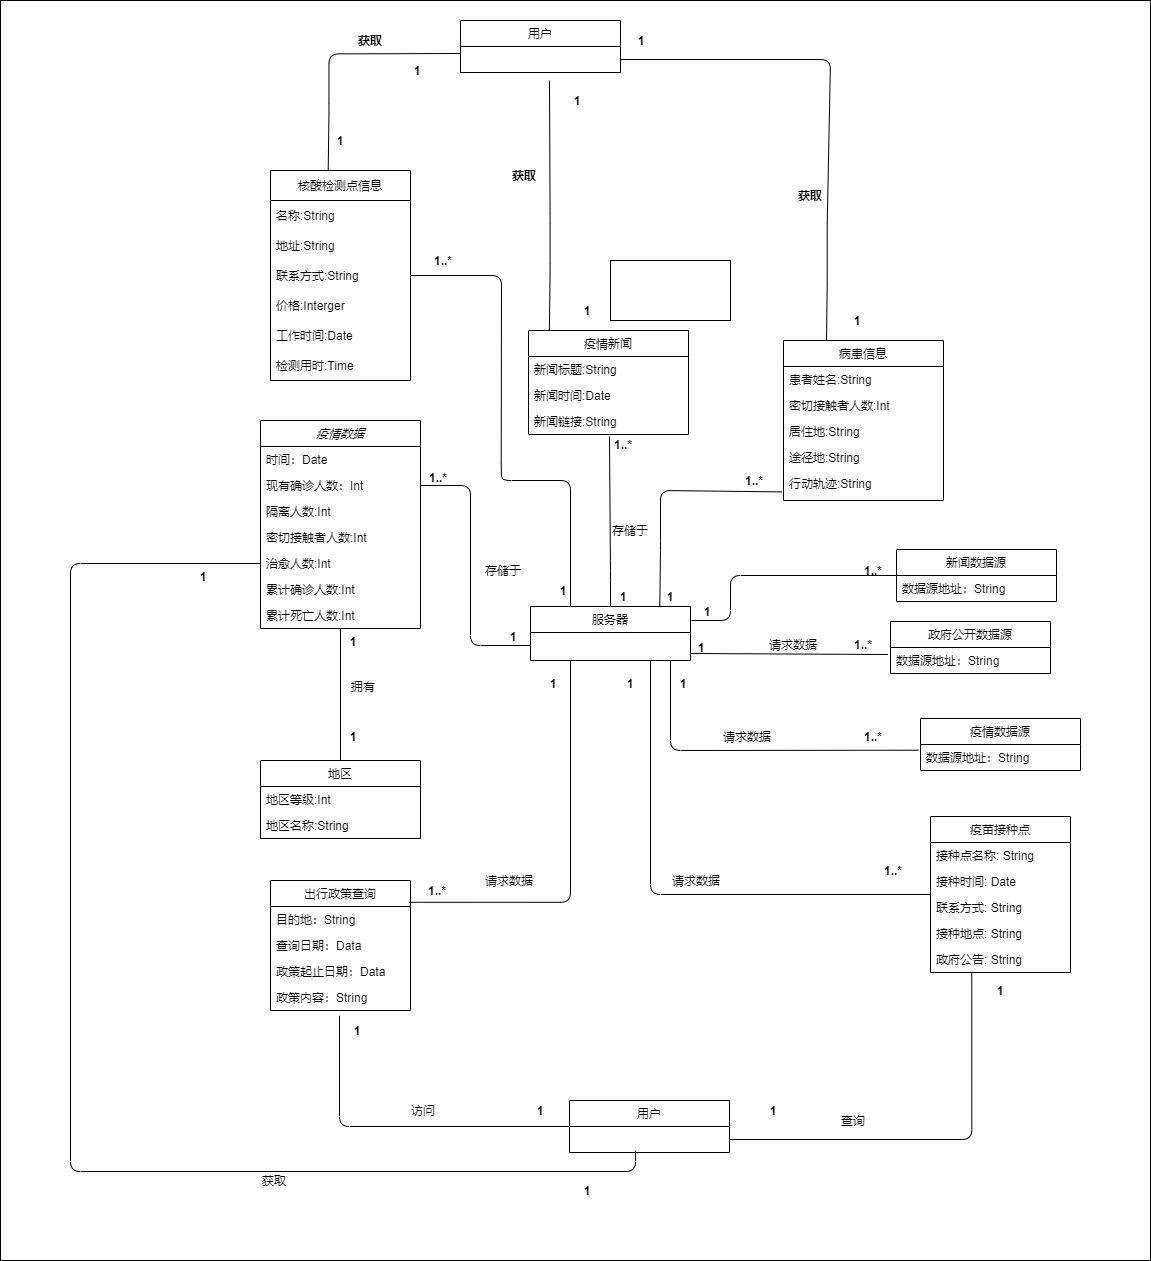 用户
获取
1
1
1
1
获取
1
获取
1
核酸检测点信息
名称:String
地址:String
联系方式:String
价格:Interger
工作时间:Date
检测用时:Time
1..*
疫情新闻
新闻标题:String
新闻时间:Date
新闻链接:String
1..*
病患信息
患者姓名:String
密切接触者人数:Int
居住地:String
途径地:String
行动轨迹:String
1..*
疫情数据
时间：Date
现有确诊人数：Int
隔离人数:Int
密切接触者人数:Int
治愈人数:Int
累计确诊人数:Int
累计死亡人数:Int
1..*
1
存储于
存储于
1
1
1
1
服务器
1
1..*
新闻数据源
数据源地址：String
1
请求数据
1..*
政府公开数据源
数据源地址：String
1
拥有
1
1
1
1
请求数据
1..*
疫情数据源
数据源地址：String
地区
地区等级:Int
地区名称:String
疫苗接种点
接种点名称: String
接种时间: Date
联系方式: String
接种地点: String
政府公告: String
1..*
请求数据
请求数据
1..*
出行政策查询
目的地：String
查询日期：Data
政策起止日期：Data
政策内容：String
1
1
访问
1
用户
1
查询
获取
1